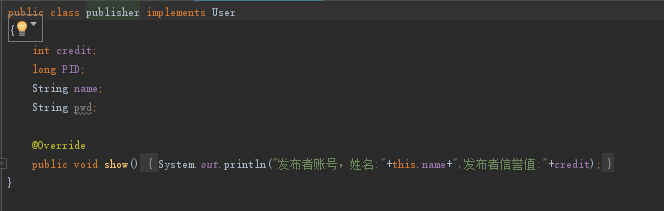 public class publisher implements User
{
int credit;
long PID;
String name;
String pwd;
@Override
public void show() { System.out.println("发布者账号，姓名:"+this.name+",发布者信誉值:"+credit); }
}